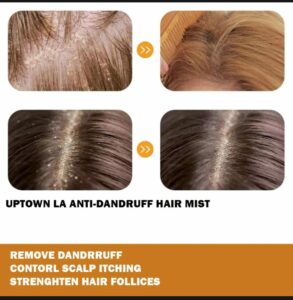 UPTOWN LA ANTI-DANDRUFF HAIR MIST
REMOVE DANDRRUFF
CONTORL SCALP ITCHING
STRENGHTEN HAIR FOLLICES